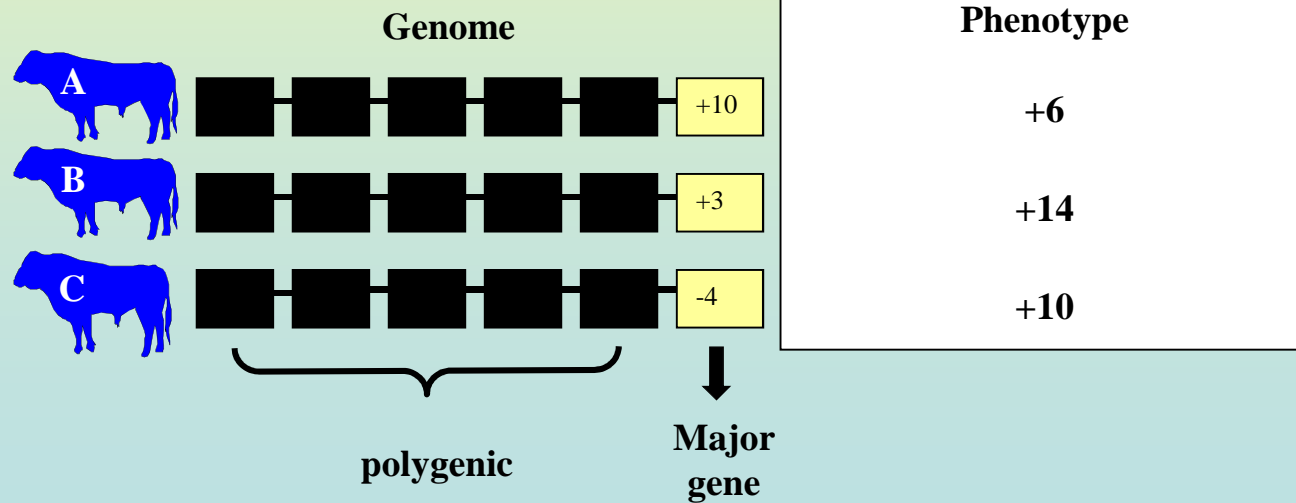 Genome Phenotype
A +10 +6
B +3 +14
C -4 +10
polygenic
Major
gene